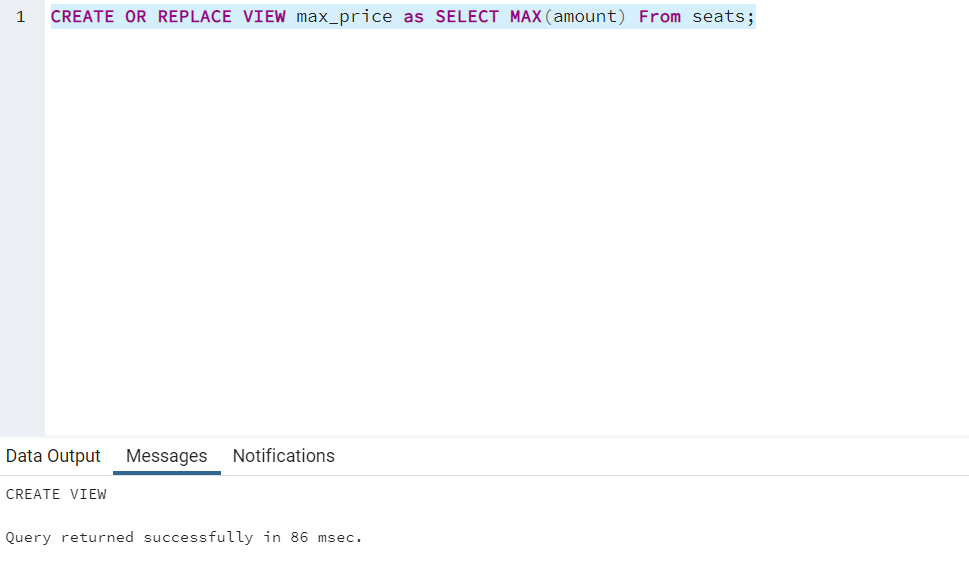 1 CREATE OR REPLACE VIEW max_price as SELECT MAX(amount) From seats;
Data Output Messages Notifications
CREATE VIEW
Query returned successfully in 86 msec.